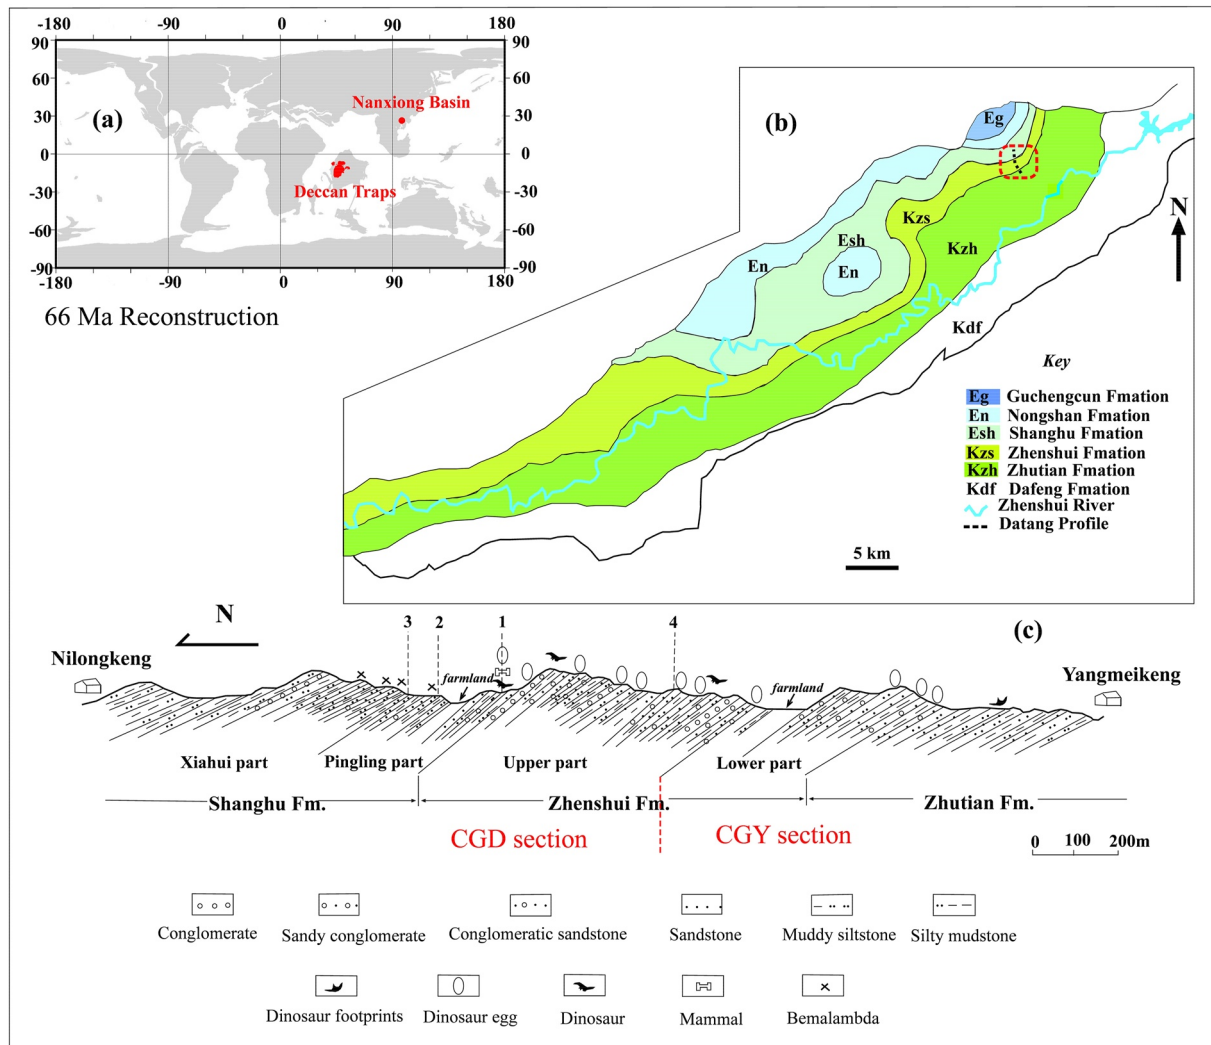 -180 -90 0 90 180
90 90
60 60
30 30
0 0
-30 -30
-60 -60
-90 -90
-180 -90 0 90 180
(a)
Nanxiong Basin
Deccan Traps
66 Ma Reconstruction
(b)
Eg
Kzs
Esh
En
En
Kzh
Kdf
N
Key
Eg Guchengcun Fmation
En Nongshan Fmation
Esh Shanghu Fmation
Kzs Zhenshui Fmation
Kzh Zhutian Fmation
Kdf Dafeng Fmation
Zhenshui River
Datang Profile
5 km
(c)
N
3 2 1 4
Nilongkeng
farmland
farmland
Yangmeikeng
Xiahui part Pingling part Upper part Lower part
Shanghu Fm. Zhenshui Fm. Zhutian Fm.
CGD section CGY section
0 100 200m
Conglomerate Sandy conglomerate Conglomeratic sandstone Sandstone Muddy siltstone Silty mudstone
Dinosaur footprints Dinosaur egg Dinosaur Mammal Bemalambda